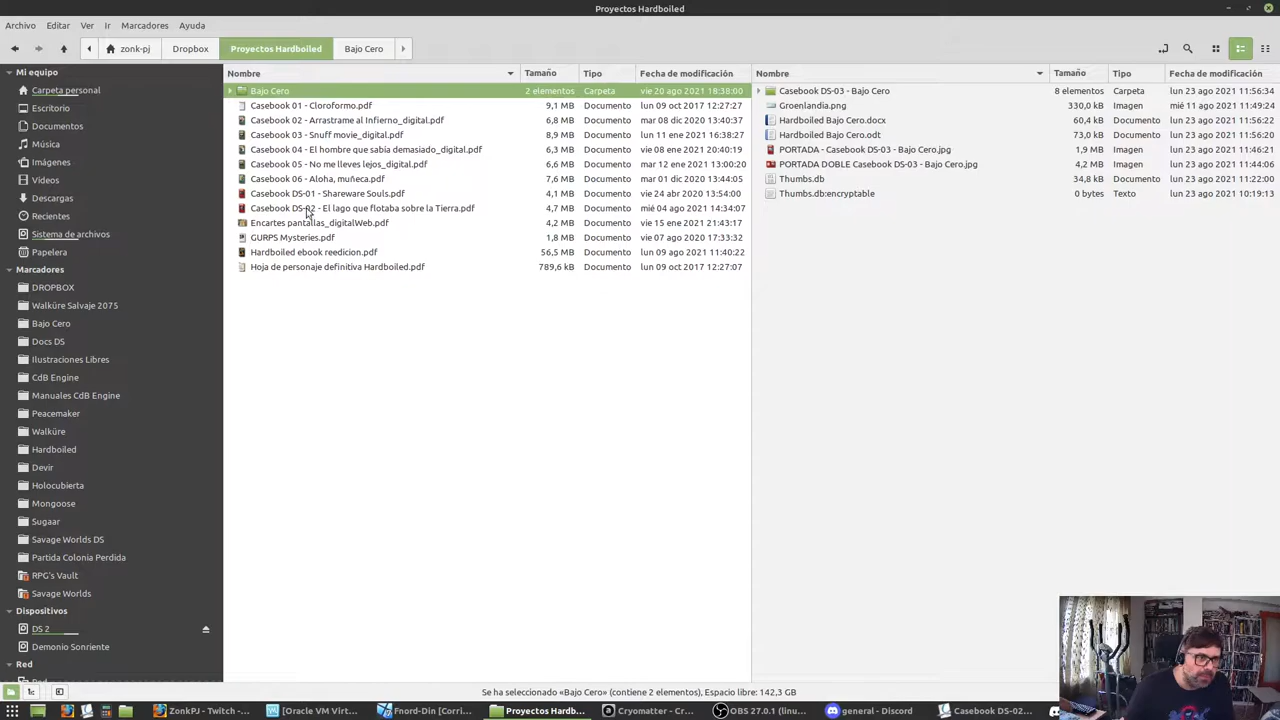 Proyectos Hardboiled
Archivo Editar Ver Ir Marcadores Ayuda
zonk-pj Dropbox Proyectos Hardboiled Bajo Cero
Mi equipo
Carpeta personal
Escritorio
Documentos
Música
Imágenes
Vídeos
Descargas
Recientes
Sistema de archivos
Papelera
Marcadores
DROPBOX
Walküre Salvaje 2075
Bajo Cero
Docs DS
Ilustraciones Libres
CdB Engine
Manuales CdB Engine
Peacemaker
Walküre
Hardboiled
Devir
Holocubierta
Mongoose
Sugaar
Savage Worlds DS
Partida Colonia Perdida
RPG's Vault
Savage Worlds
Dispositivos
DS 2
Demonio Sonriente
Red
Nombre Tamaño Tipo Fecha de modificación
Bajo Cero 2 elementos Carpeta vie 20 ago 2021 18:38:00
Casebook 01 - Cloroformo.pdf 9,1 MB Documento lun 09 oct 2017 12:27:27
Casebook 02 - Arrastrame al Infierno_digital.pdf 6,8 MB Documento mar 08 dic 2020 13:40:37
Casebook 03 - Snuff movie_digital.pdf 8,9 MB Documento lun 11 ene 2021 16:38:27
Casebook 04 - El hombre que sabia demasiado_digital.pdf 6,3 MB Documento vie 08 ene 2021 20:40:19
Casebook 05 - No me lleves lejos_digital.pdf 6,6 MB Documento mar 12 ene 2021 13:00:20
Casebook 06 - Aloha, muñeca.pdf 7,6 MB Documento mar 01 dic 2020 13:44:05
Casebook DS-01 - Shareware Souls.pdf 4,1 MB Documento vie 24 abr 2020 13:54:00
Casebook DS-02 - El lago que flotaba sobre la Tierra.pdf 4,7 MB Documento mié 04 ago 2021 14:34:07
Encartes pantallas_digitalWeb.pdf 4,2 MB Documento vie 15 ene 2021 21:43:17
GURPS Mysteries.pdf 1,8 MB Documento vie 07 ago 2020 17:33:32
Hardboiled ebook reedicion.pdf 56,5 MB Documento lun 09 ago 2021 11:40:22
Hoja de personaje definitiva Hardboiled.pdf 789,6 kB Documento lun 09 oct 2017 12:27:07
Nombre Tamaño Tipo Fecha de modificación
Casebook DS-03 - Bajo Cero 8 elementos Carpeta lun 23 ago 2021 11:56:34
Groenlandia.png 330,0 kB Imagen mié 11 ago 2021 11:49:24
Hardboiled Bajo Cero.docx 60,4 kB Documento lun 23 ago 2021 11:56:22
Hardboiled Bajo Cero.odt 73,0 kB Documento lun 23 ago 2021 11:56:23
PORTADA - Casebook DS-03 - Bajo Cero.jpg 1,9 MB Imagen lun 23 ago 2021 11:46:21
PORTADA DOBLE Casebook DS-03 - Bajo Cero.jpg 4,2 MB Imagen lun 23 ago 2021 11:44:06
Thumbs.db 34,8 kB Documento lun 23 ago 2021 11:22:00
Thumbs.db:encryptable 0 bytes Texto lun 23 ago 2021 10:19:13
Se ha seleccionado «Bajo Cero» (contiene 2 elementos), Espacio libre: 142,3 GB
ZonkPJ - Twitch -... [Oracle VM Virt... Fnord-Din [Corri... Proyectos Hardb... Cryomatter - Cr... OBS 27.0.1 (linu... general - Discord Casebook DS-02...